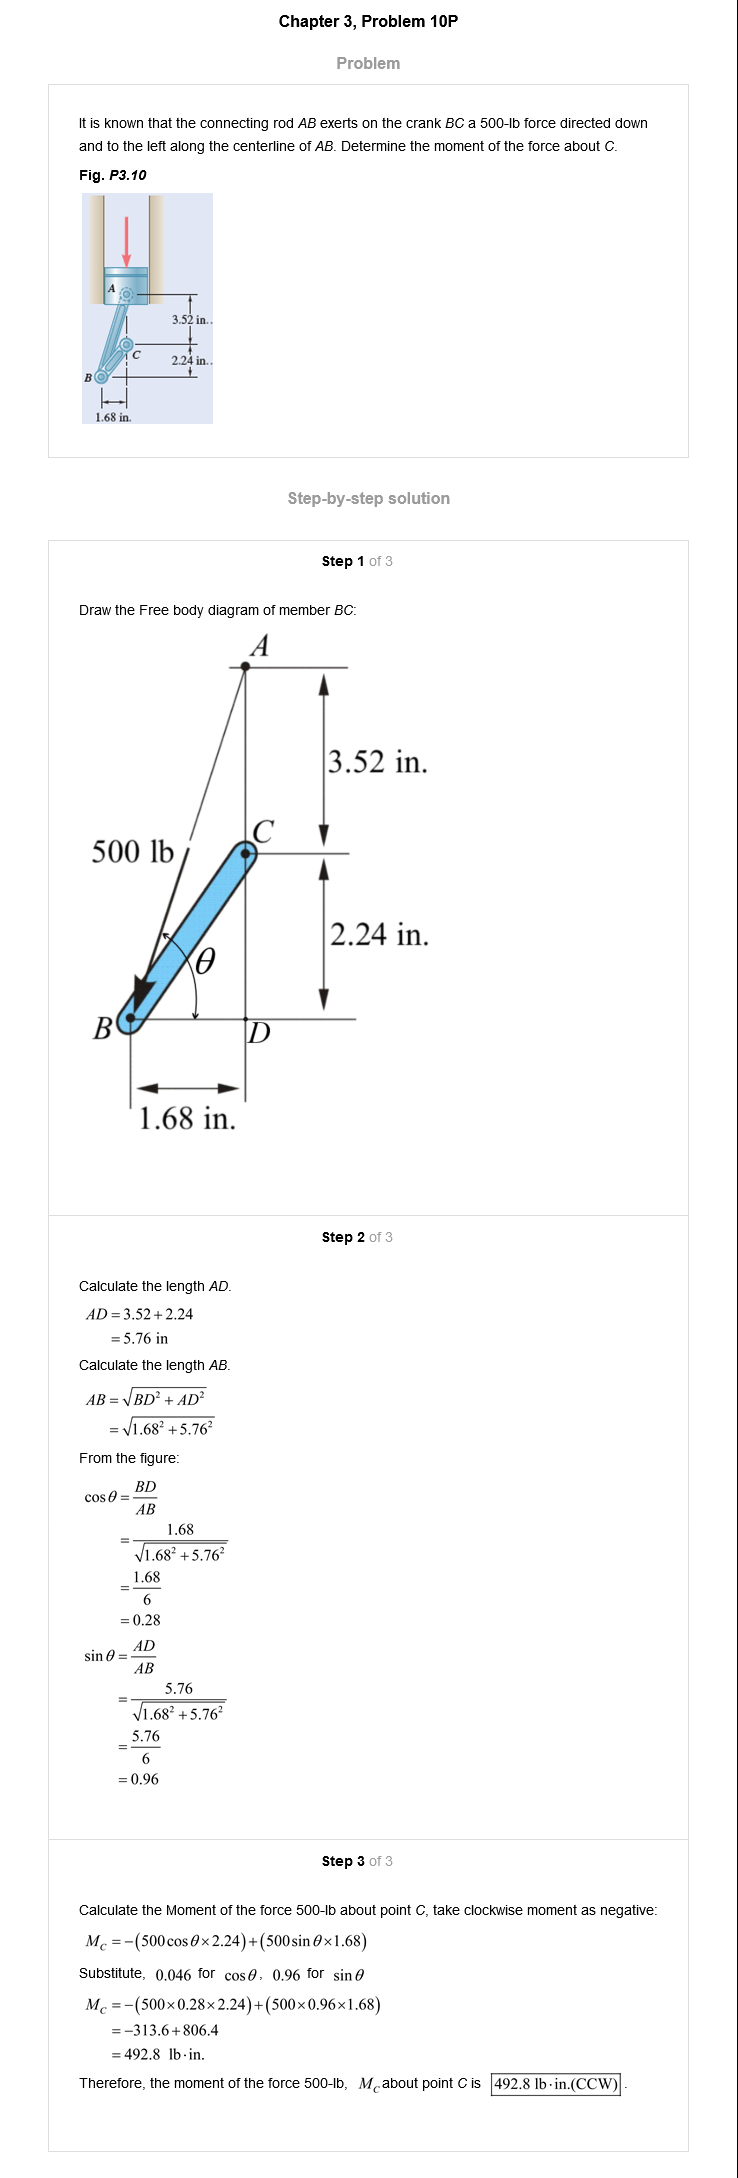 Chapter 3, Problem 10P
Problem
It is known that the connecting rod AB exerts on the crank BC a 500-lb force directed down
and to the left along the centerline of AB. Determine the moment of the force about C.
Fig. P3.10
A
3.52 in..
C
2.24 in..
B
1.68 in.
Step-by-step solution
Step 1 of 3
Draw the Free body diagram of member BC:
A
3.52 in.
C
500 lb
2.24 in.
θ
B
D
1.68 in.
Step 2 of 3
Calculate the length AD.
AD = 3.52 + 2.24
= 5.76 in
Calculate the length AB.
AB = √(BD² + AD²)
= √(1.68² + 5.76²)
From the figure:
cos θ = BD/AB
= 1.68/√(1.68² + 5.76²)
= 1.68/6
= 0.28
sin θ = AD/AB
= 5.76/√(1.68² + 5.76²)
= 5.76/6
= 0.96
Step 3 of 3
Calculate the Moment of the force 500-lb about point C, take clockwise moment as negative:
M_C = −(500 cos θ × 2.24) + (500 sin θ × 1.68)
Substitute, 0.046 for cos θ, 0.96 for sin θ
M_C = −(500 × 0.28 × 2.24) + (500 × 0.96 × 1.68)
= −313.6 + 806.4
= 492.8 lb·in.
Therefore, the moment of the force 500-lb, M_C about point C is 492.8 lb·in.(CCW).